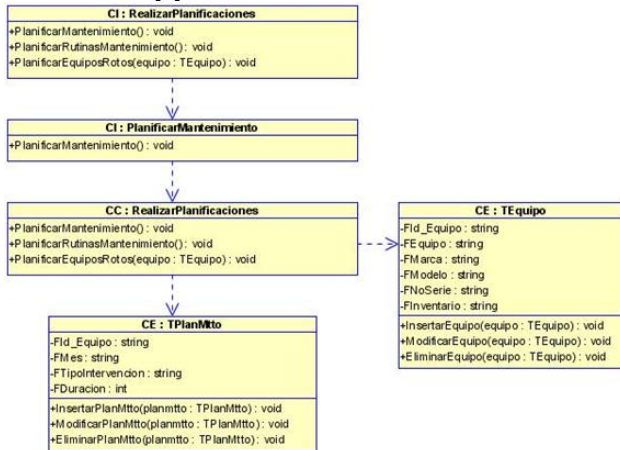 CI : RealizarPlanificaciones
+PlanificarMantenimiento() : void
+PlanificarRutinasMantenimiento() : void
+PlanificarEquiposRotos(equipo : TEquipo) : void
CI : PlanificarMantenimiento
+PlanificarMantenimiento() : void
CC : RealizarPlanificaciones
+PlanificarMantenimiento() : void
+PlanificarRutinasMantenimiento() : void
+PlanificarEquiposRotos(equipo : TEquipo) : void
CE : TEquipo
-FId_Equipo : string
-FEquipo : string
-FMarca : string
-FModelo : string
-FNoSerie : string
-FInventario : string
+InsertarEquipo(equipo : TEquipo) : void
+ModificarEquipo(equipo : TEquipo) : void
+EliminarEquipo(equipo : TEquipo) : void
CE : TPlanMtto
-FId_Equipo : string
-FMes : string
-FTipoIntervencion : string
-FDuracion : int
+InsertarPlanMtto(planmtto : TPlanMtto) : void
+ModificarPlanMtto(planmtto : TPlanMtto) : void
+EliminarPlanMtto(planmtto : TPlanMtto) : void